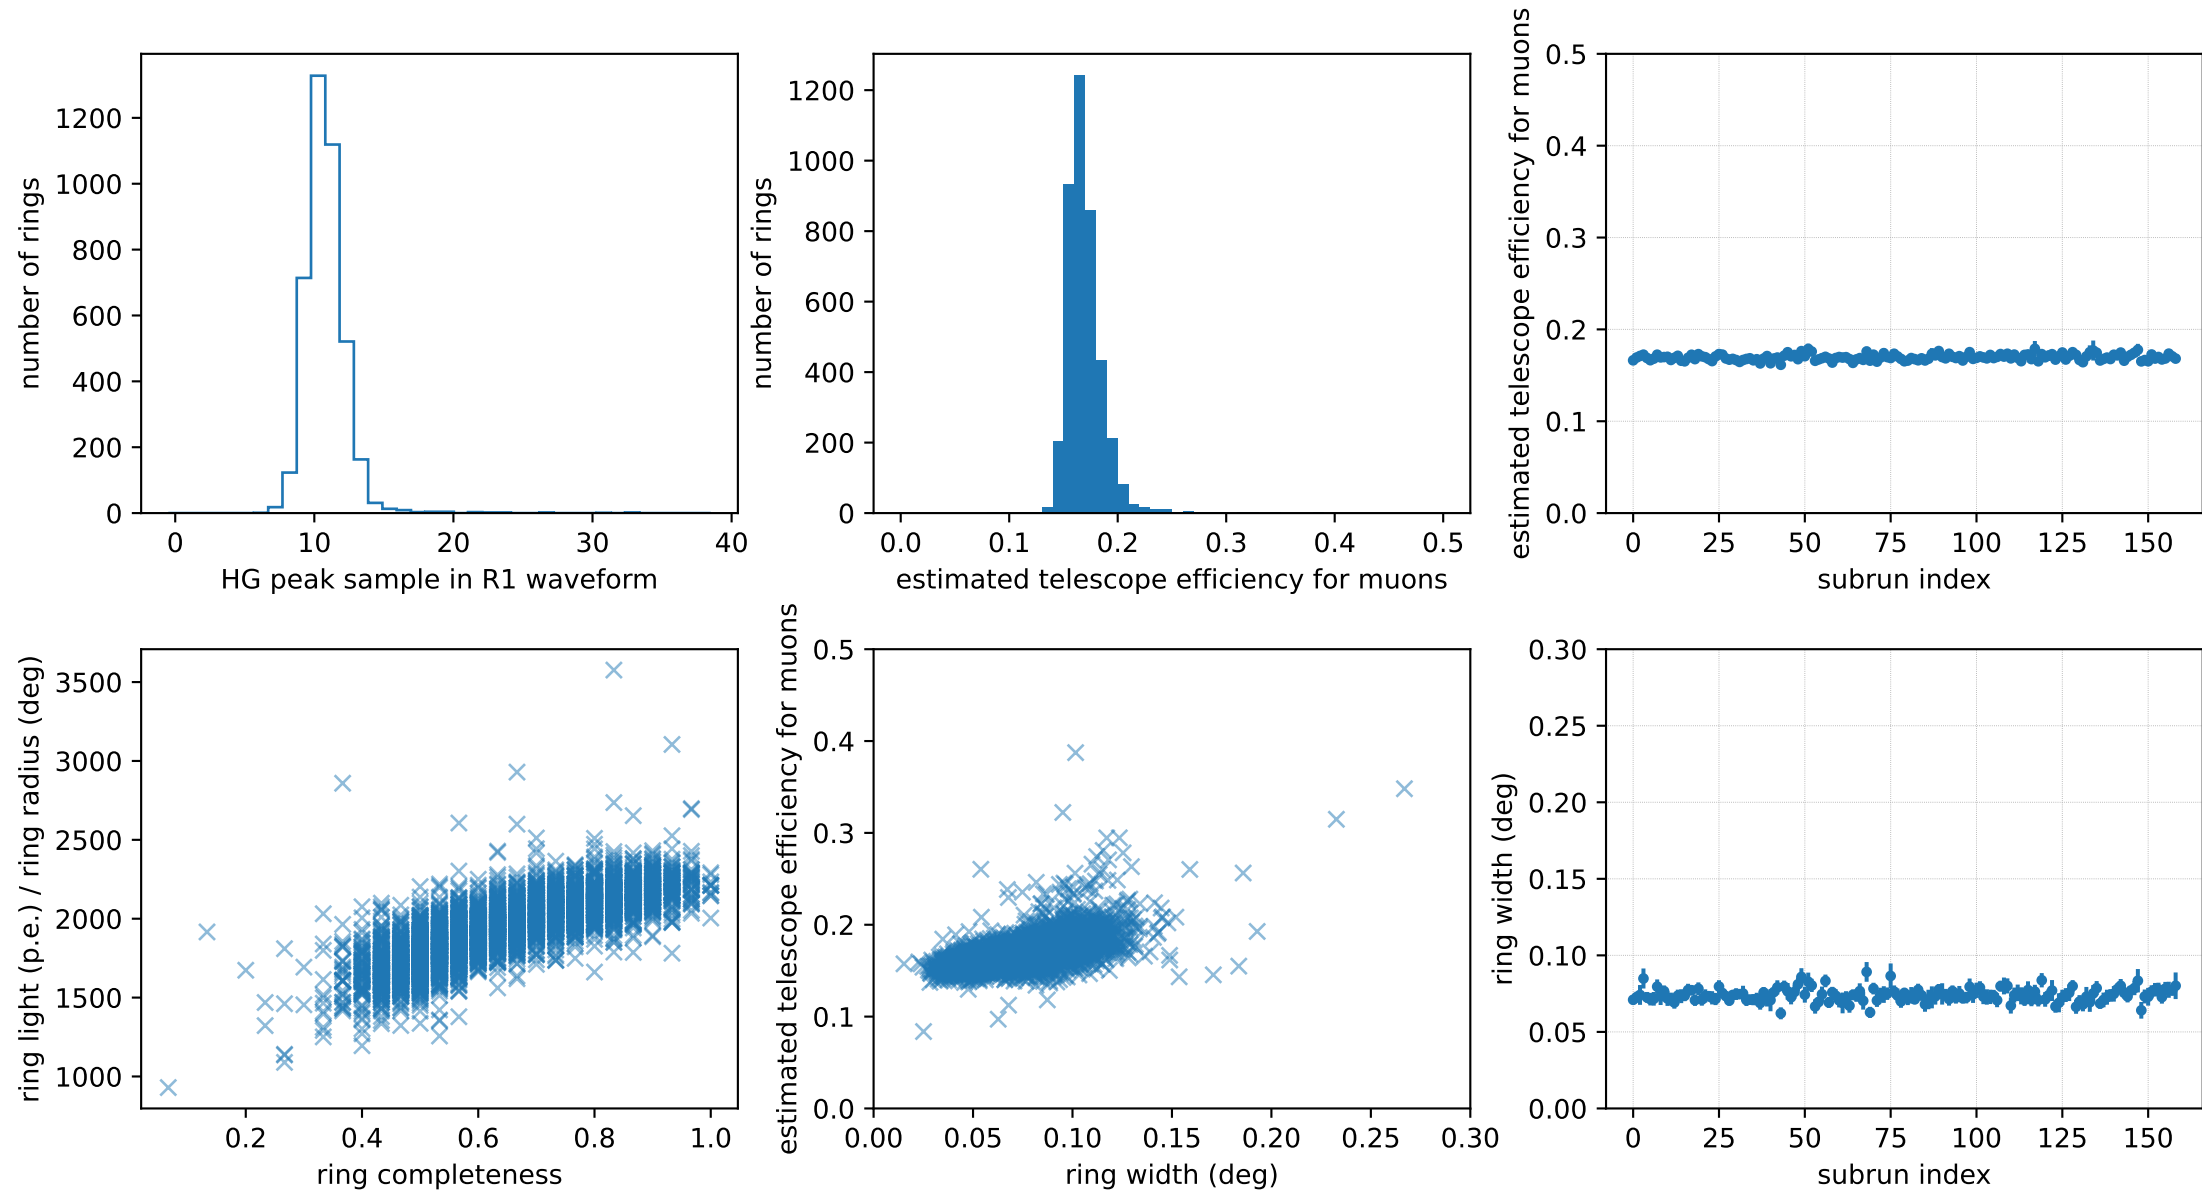 number of rings
1200
1000
800
600
400
200
0
0 10 20 30 40
HG peak sample in R1 waveform
number of rings
1200
1000
800
600
400
200
0
0.0 0.1 0.2 0.3 0.4 0.5
estimated telescope efficiency for muons
estimated telescope efficiency for muons
0.5
0.4
0.3
0.2
0.1
0.0
0 25 50 75 100 125 150
subrun index
ring light (p.e.) / ring radius (deg)
3500
3000
2500
2000
1500
1000
0.2 0.4 0.6 0.8 1.0
ring completeness
estimated telescope efficiency for muons
0.5
0.4
0.3
0.2
0.1
0.0
0.00 0.05 0.10 0.15 0.20 0.25 0.30
ring width (deg)
ring width (deg)
0.30
0.25
0.20
0.15
0.10
0.05
0.00
0 25 50 75 100 125 150
subrun index